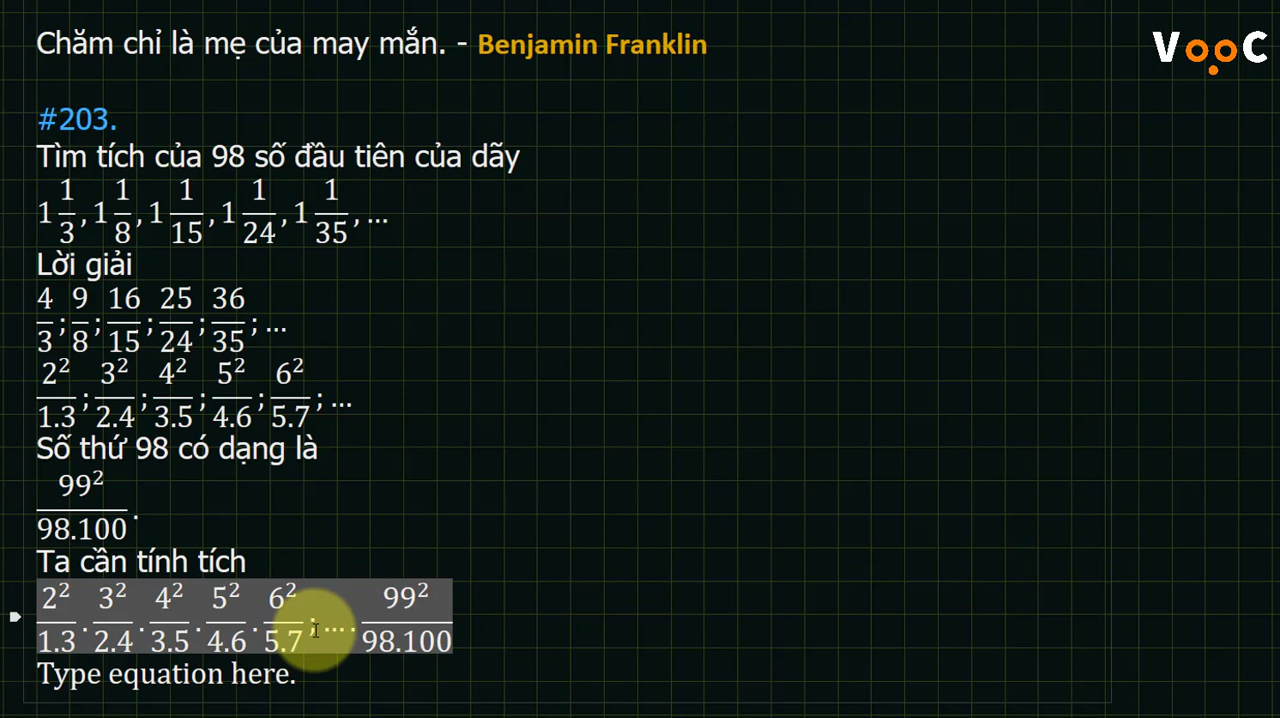 Chăm chỉ là mẹ của may mắn. - Benjamin Franklin
VooC
#203.
Tìm tích của 98 số đầu tiên của dãy
1 1/3, 1 1/8, 1 1/15, 1 1/24, 1 1/35, ...
Lời giải
4/3; 9/8; 16/15; 25/24; 36/35; ...
2²/1.3; 3²/2.4; 4²/3.5; 5²/4.6; 6²/5.7; ...
Số thứ 98 có dạng là
99²/98.100.
Ta cần tính tích
2²/1.3 . 3²/2.4 . 4²/3.5 . 5²/4.6 . 6²/5.7 ; ... . 99²/98.100
Type equation here.